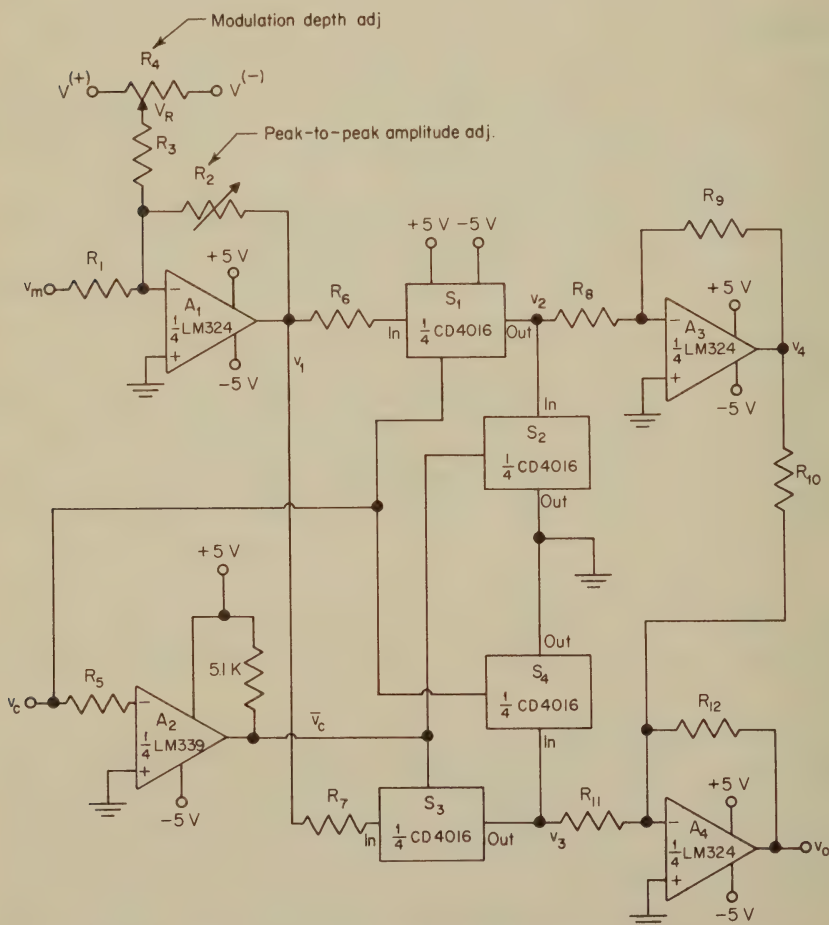 Modulation depth adj
R4
V(+)
V(-)
VR
R3
Peak-to-peak amplitude adj.
R2
R1
vm
+5 V
A1
1/4 LM324
-
+
-5 V
v1
R6
+5 V
-5 V
S1
1/4 CD4016
In
Out
v2
R8
R9
+5 V
A3
1/4 LM324
-
+
-5 V
v4
In
S2
1/4 CD4016
Out
R10
+5 V
5.1 K
Out
S4
1/4 CD4016
In
vc
R5
A2
1/4 LM339
-
+
-5 V
v̄c
R7
S3
1/4 CD4016
In
Out
v3
R11
R12
+5 V
A4
1/4 LM324
-
+
-5 V
vo